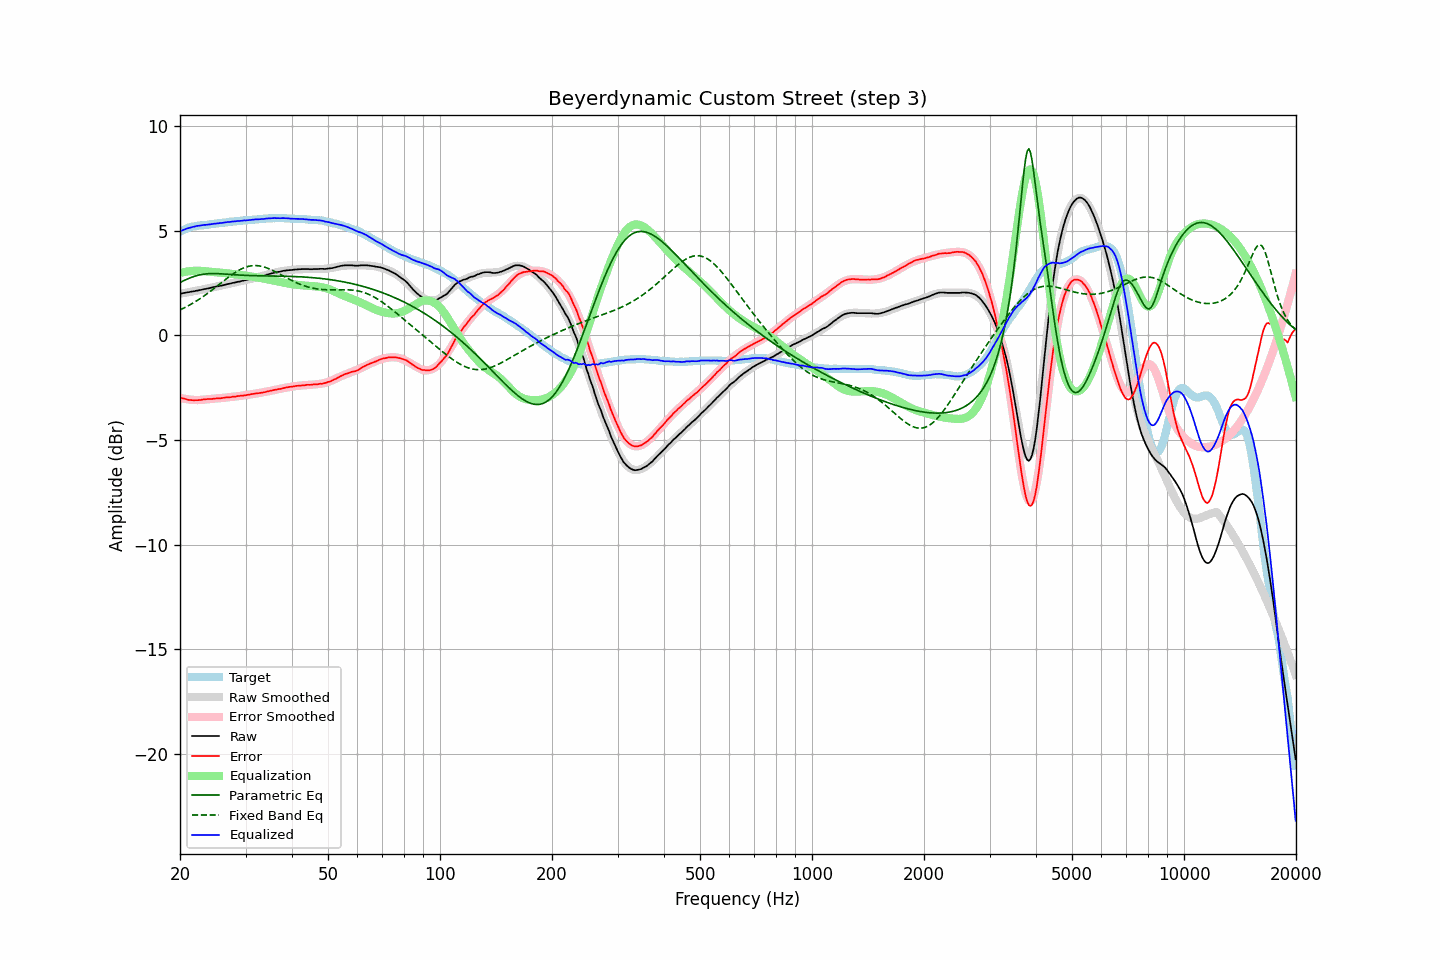 Beyerdynamic Custom Street (step 3)
10
5
0
−5
−10
−15
−20
Amplitude (dBr)
Target
Raw Smoothed
Error Smoothed
Raw
Error
Equalization
Parametric Eq
Fixed Band Eq
Equalized
20
50
100
200
500
1000
2000
5000
10000
20000
Frequency (Hz)